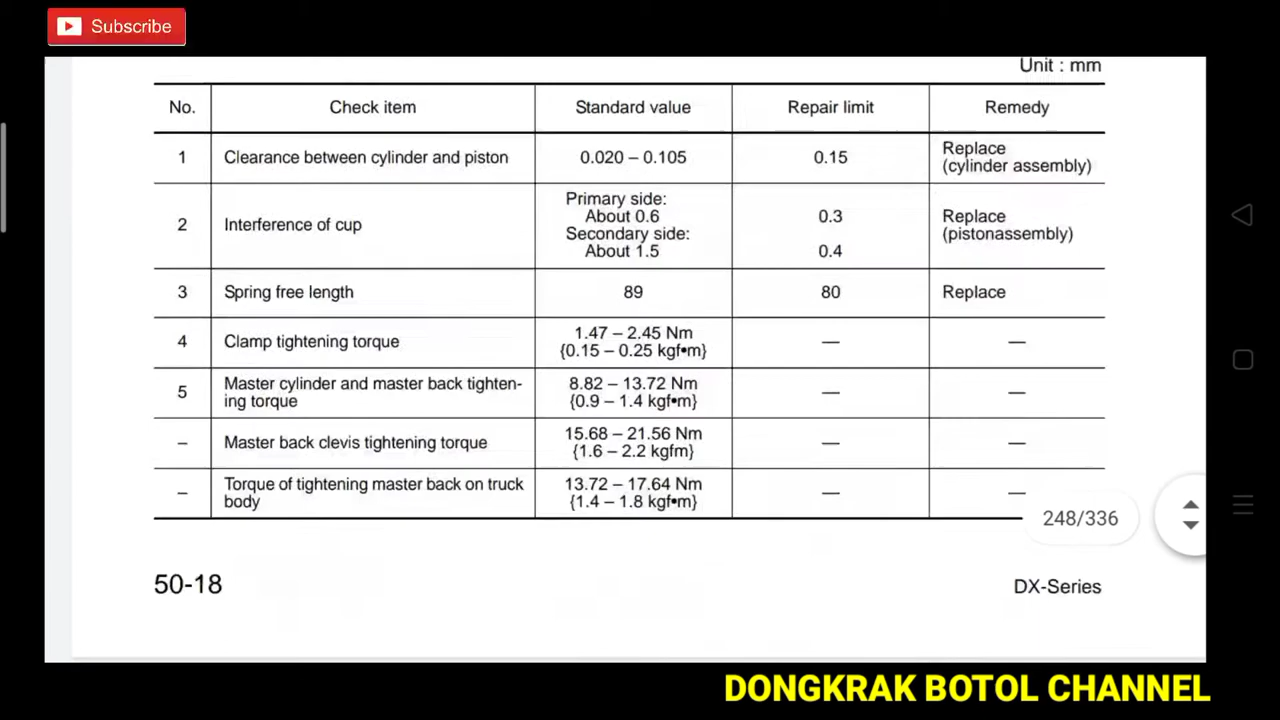 Subscribe
Unit : mm
No. Check item Standard value Repair limit Remedy
1 Clearance between cylinder and piston 0.020 – 0.105 0.15 Replace
(cylinder assembly)
2 Interference of cup Primary side:
About 0.6 0.3 Replace
Secondary side: (pistonassembly)
About 1.5 0.4
3 Spring free length 89 80 Replace
4 Clamp tightening torque 1.47 – 2.45 Nm — —
{0.15 – 0.25 kgf•m}
5 Master cylinder and master back tighten- 8.82 – 13.72 Nm — —
ing torque {0.9 – 1.4 kgf•m}
– Master back clevis tightening torque 15.68 – 21.56 Nm — —
{1.6 – 2.2 kgfm}
– Torque of tightening master back on truck 13.72 – 17.64 Nm — —
body {1.4 – 1.8 kgf•m}
248/336
50-18 DX-Series
DONGKRAK BOTOL CHANNEL